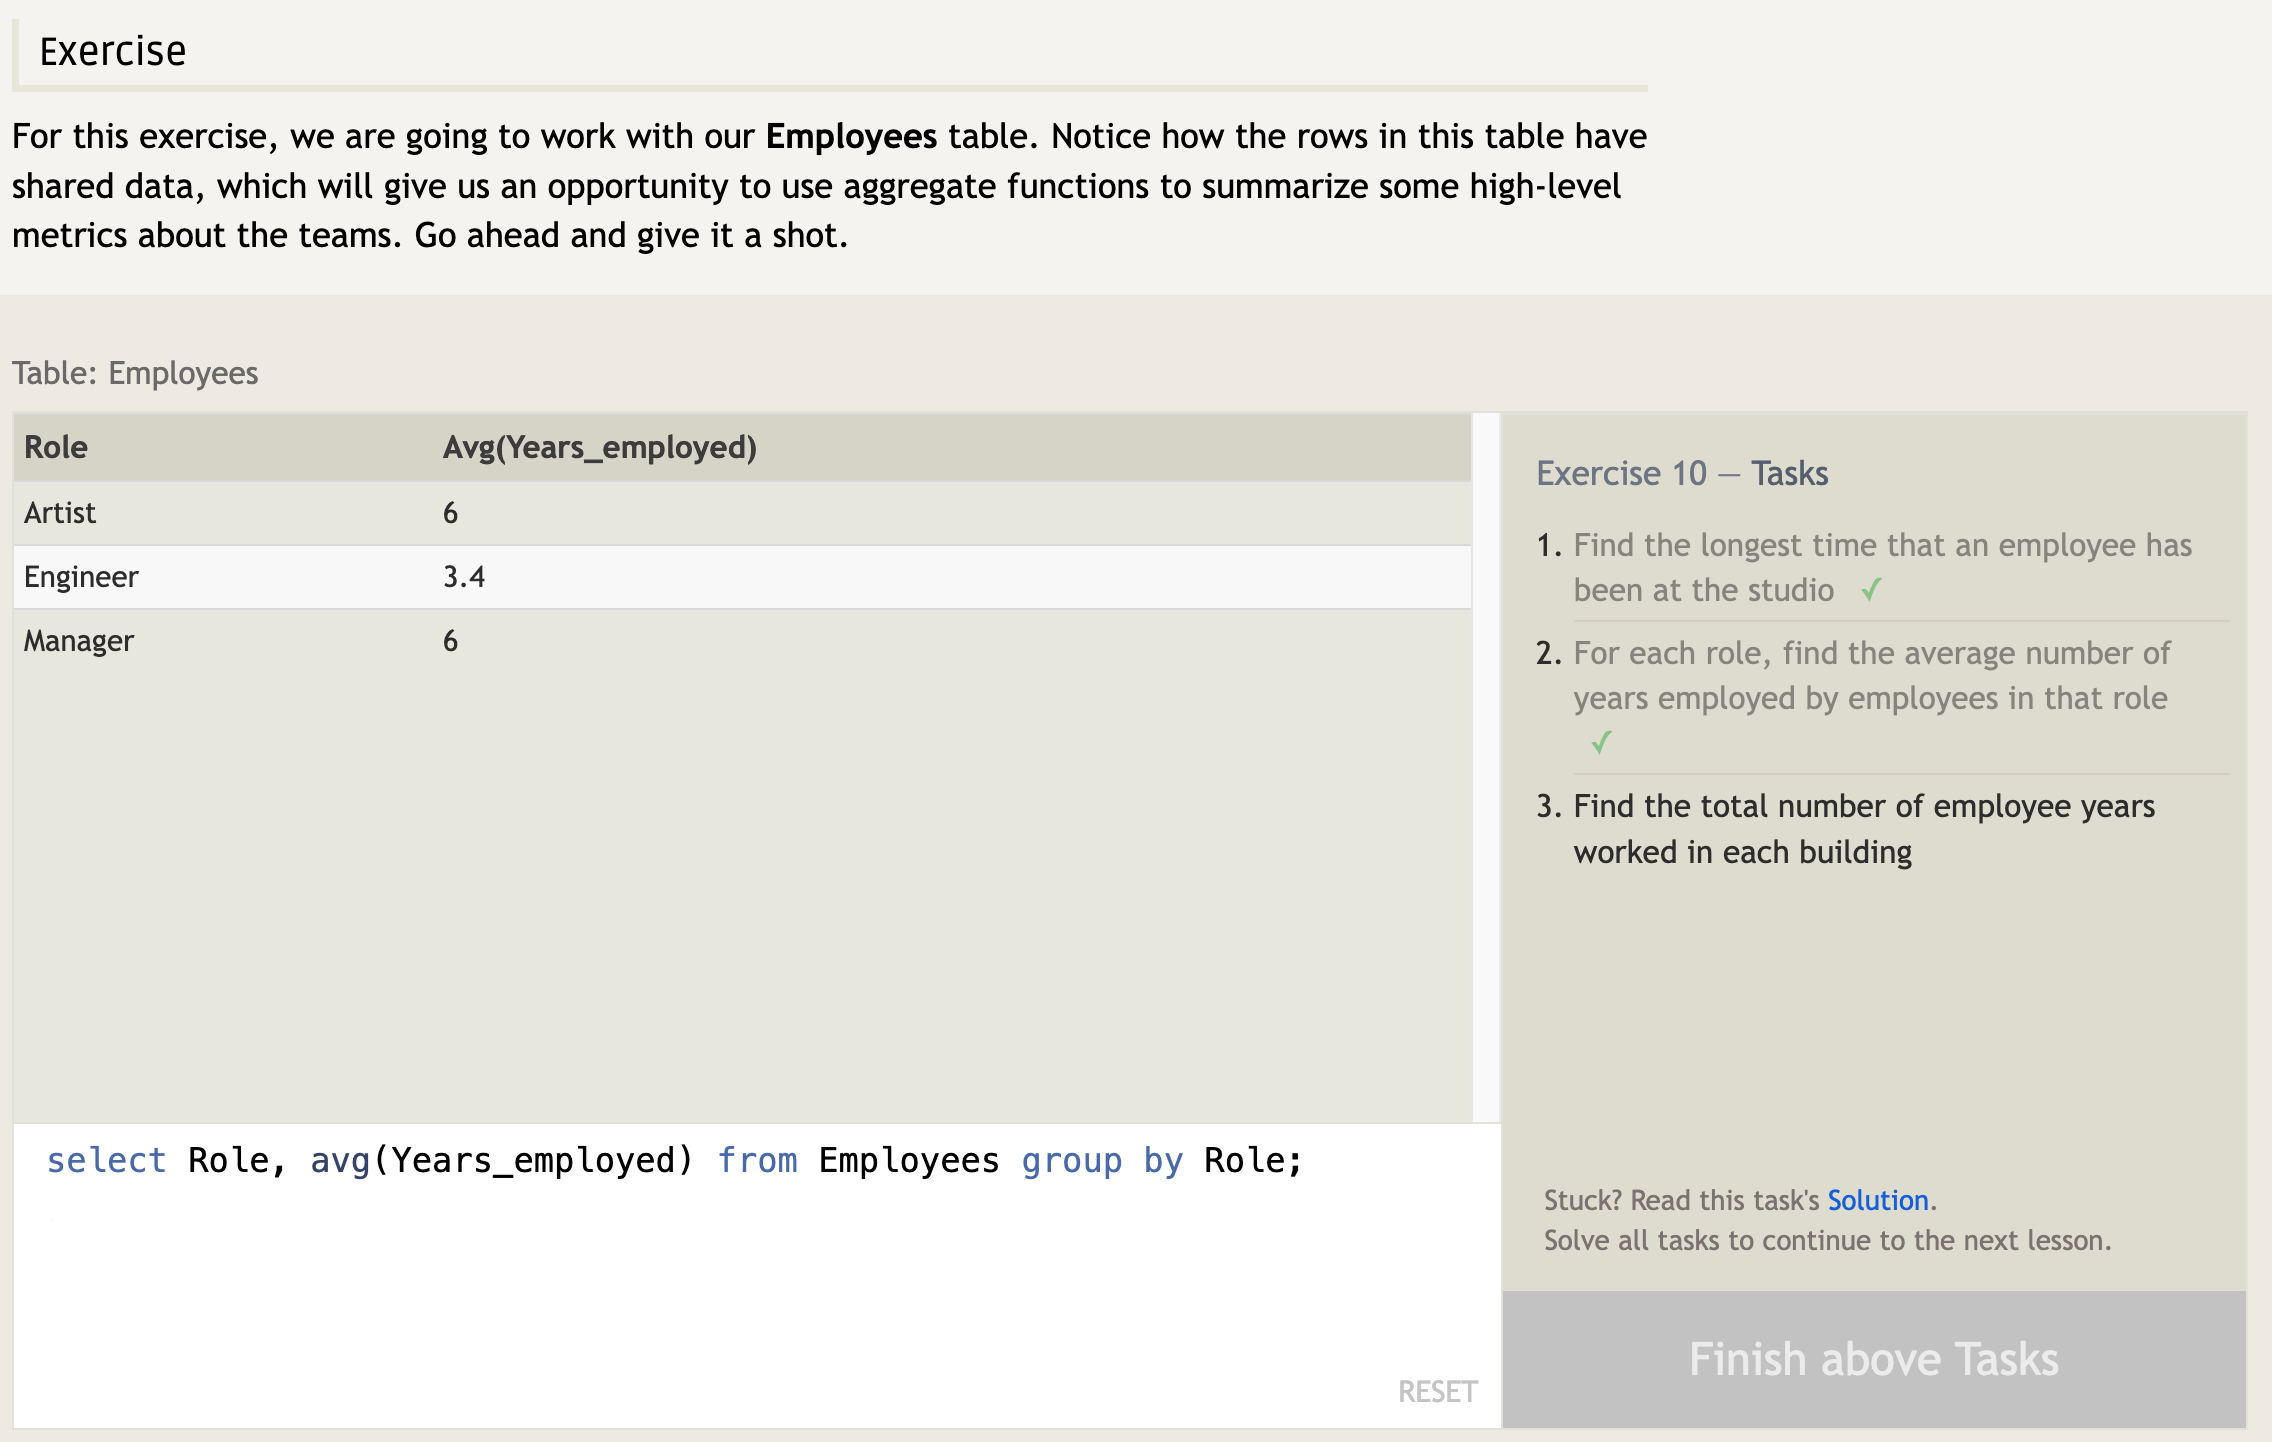 Exercise
For this exercise, we are going to work with our Employees table. Notice how the rows in this table have
shared data, which will give us an opportunity to use aggregate functions to summarize some high-level
metrics about the teams. Go ahead and give it a shot.
Table: Employees
Role Avg(Years_employed)
Artist 6
Engineer 3.4
Manager 6
select Role, avg(Years_employed) from Employees group by Role;
RESET
Exercise 10 — Tasks
1. Find the longest time that an employee has
been at the studio ✓
2. For each role, find the average number of
years employed by employees in that role
✓
3. Find the total number of employee years
worked in each building
Stuck? Read this task's Solution.
Solve all tasks to continue to the next lesson.
Finish above Tasks